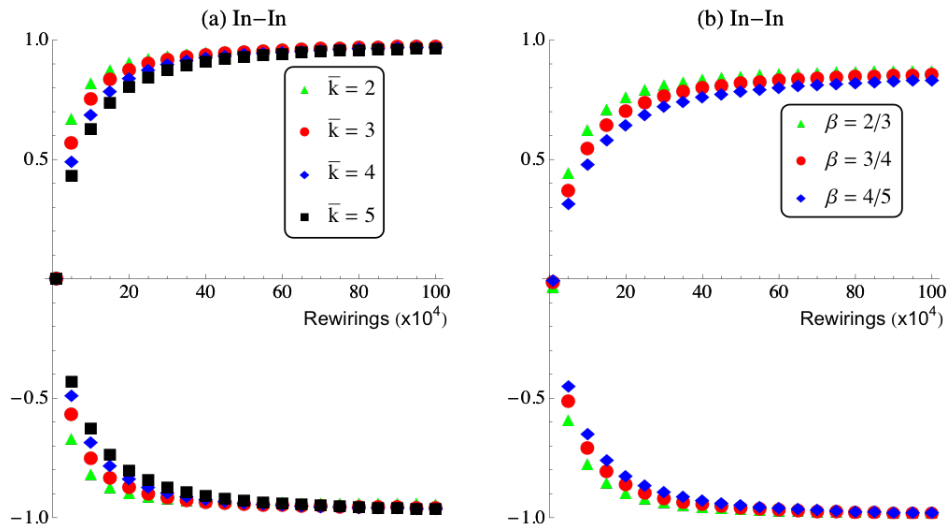 (a) In−In
1.0
0.5
20 40 60 80 100
Rewirings (x10⁴)
−0.5
−1.0
k̅ = 2
k̅ = 3
k̅ = 4
k̅ = 5
(b) In−In
1.0
0.5
20 40 60 80 100
Rewirings (x10⁴)
−0.5
−1.0
β = 2/3
β = 3/4
β = 4/5